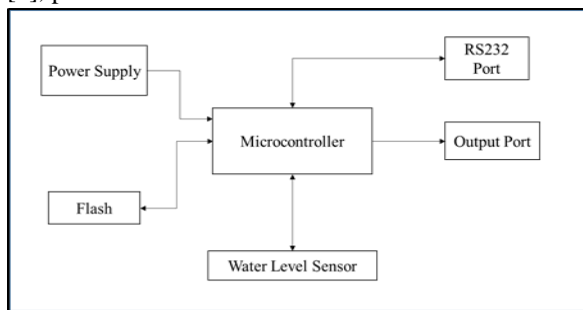 RS232
Port
Power Supply
Microcontroller
Output Port
Flash
Water Level Sensor